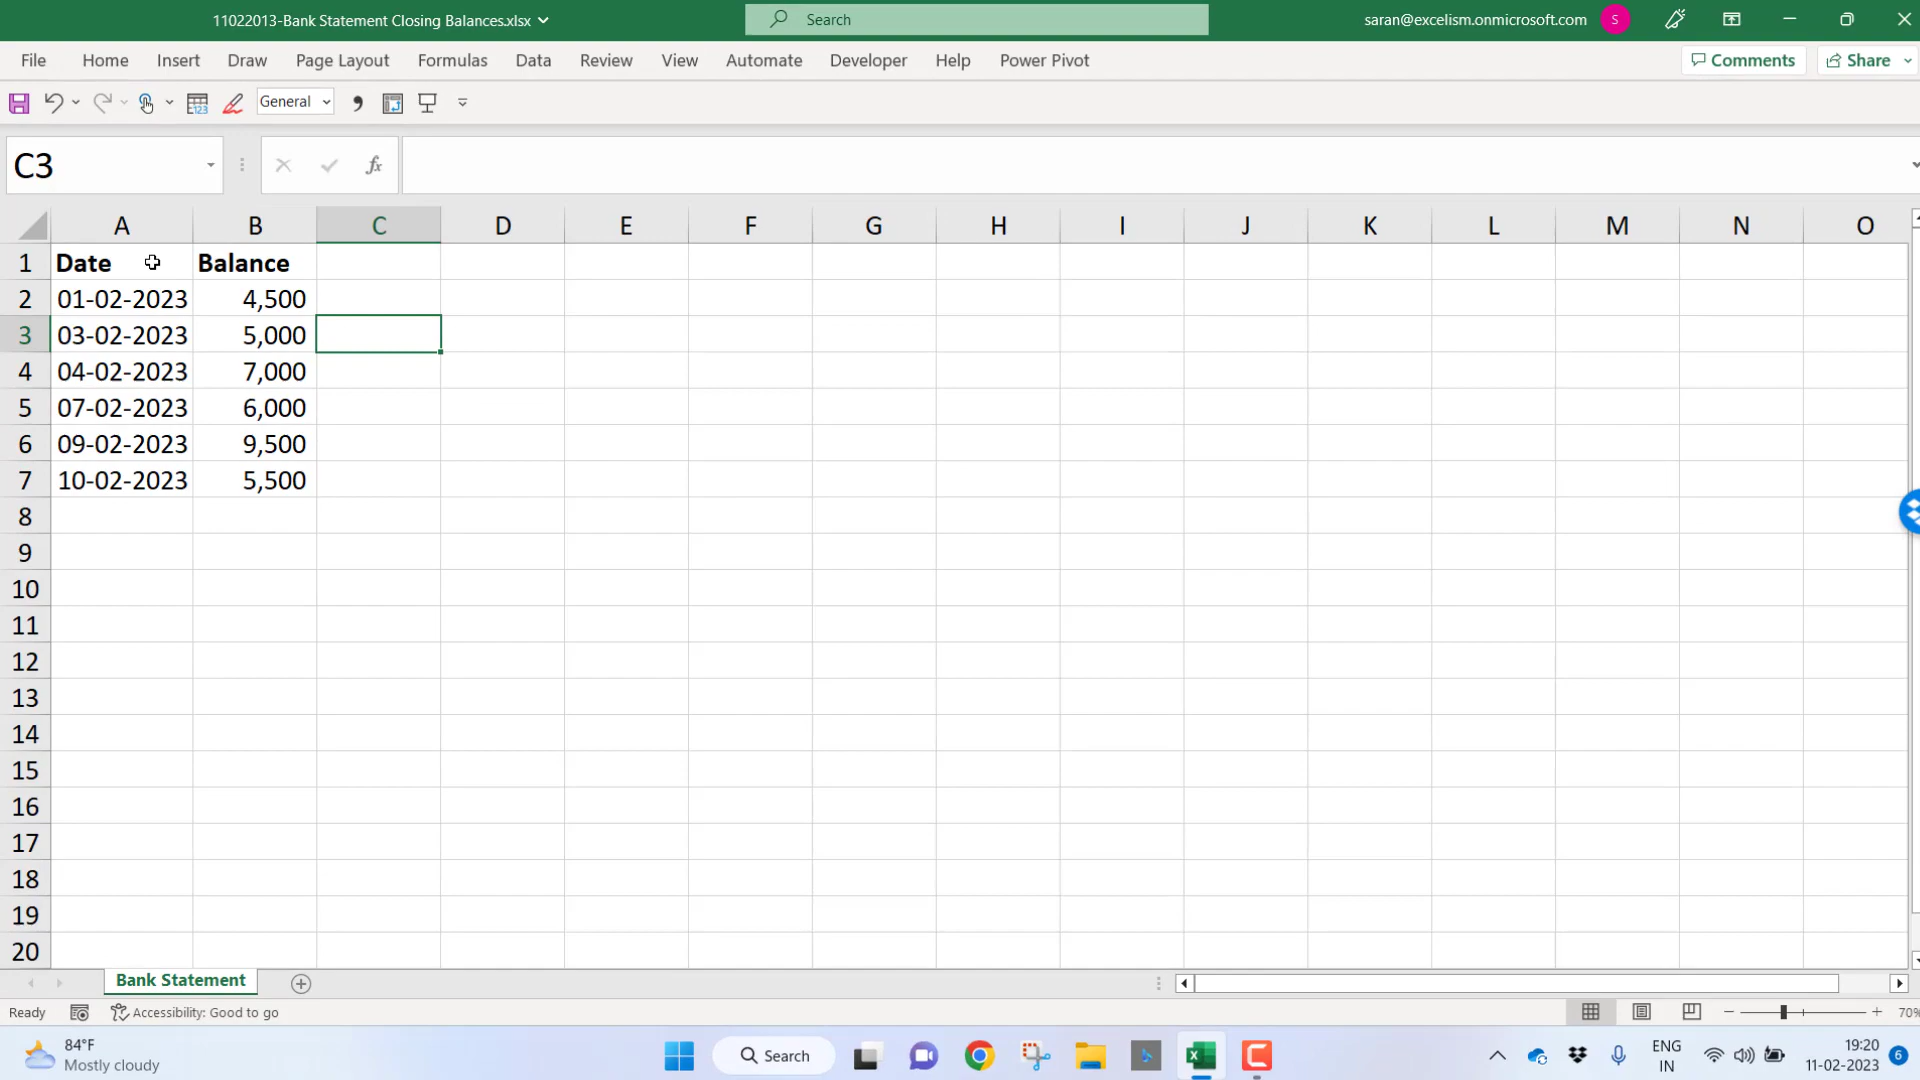 11022013-Bank Statement Closing Balances.xlsx
Search
saran@excelism.onmicrosoft.com
S
File Home Insert Draw Page Layout Formulas Data Review View Automate Developer Help Power Pivot
Comments
Share
General
C3
fx
A B C D E F G H I J K L M N O
1 Date Balance
2 01-02-2023 4,500
3 03-02-2023 5,000
4 04-02-2023 7,000
5 07-02-2023 6,000
6 09-02-2023 9,500
7 10-02-2023 5,500
8
9
10
11
12
13
14
15
16
17
18
19
20
Bank Statement
Ready
Accessibility: Good to go
70%
84°F
Mostly cloudy
Search
ENG
IN
19:20
11-02-2023
6